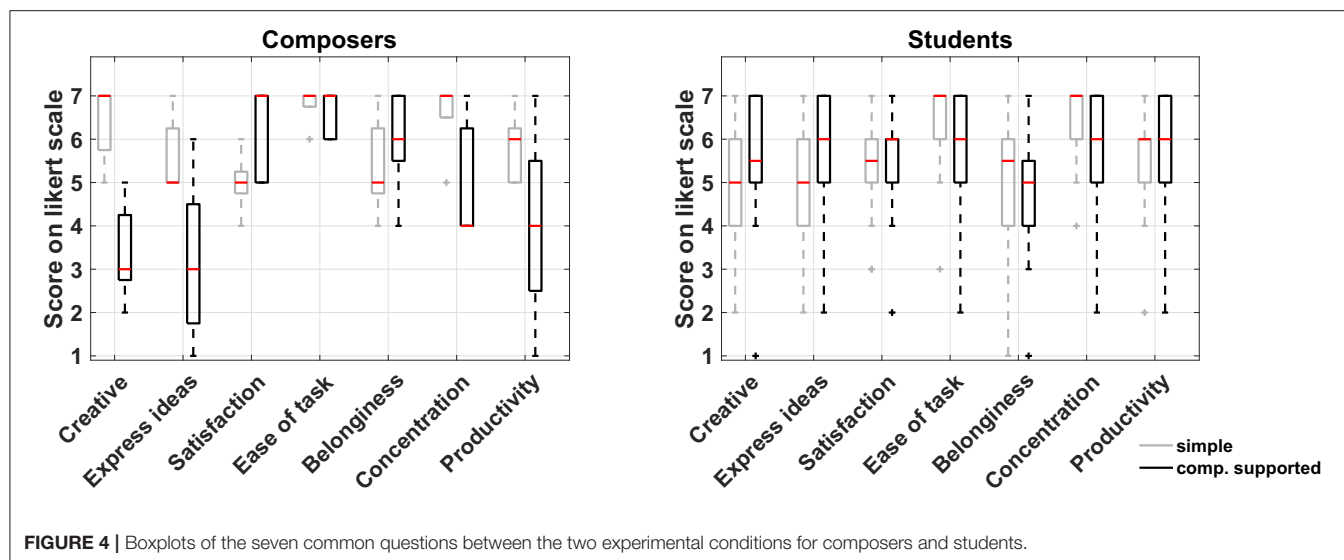 Composers
Score on likert scale
7
6
5
4
3
2
1
Creative
Express ideas
Satisfaction
Ease of task
Belonginess
Concentration
Productivity
Students
Score on likert scale
7
6
5
4
3
2
1
Creative
Express ideas
Satisfaction
Ease of task
Belonginess
Concentration
Productivity
simple
comp. supported
FIGURE 4 | Boxplots of the seven common questions between the two experimental conditions for composers and students.